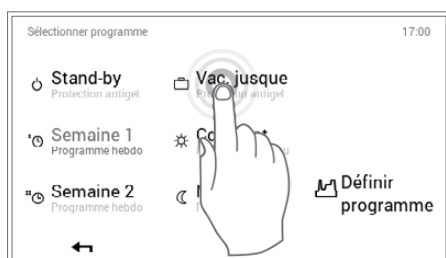 Sélectionner programme
17:00
Stand-by
Protection antigel
Vac. jusque
antigel
Semaine 1
Programme hebdo
Semaine 2
Programme hebdo
Définir
programme